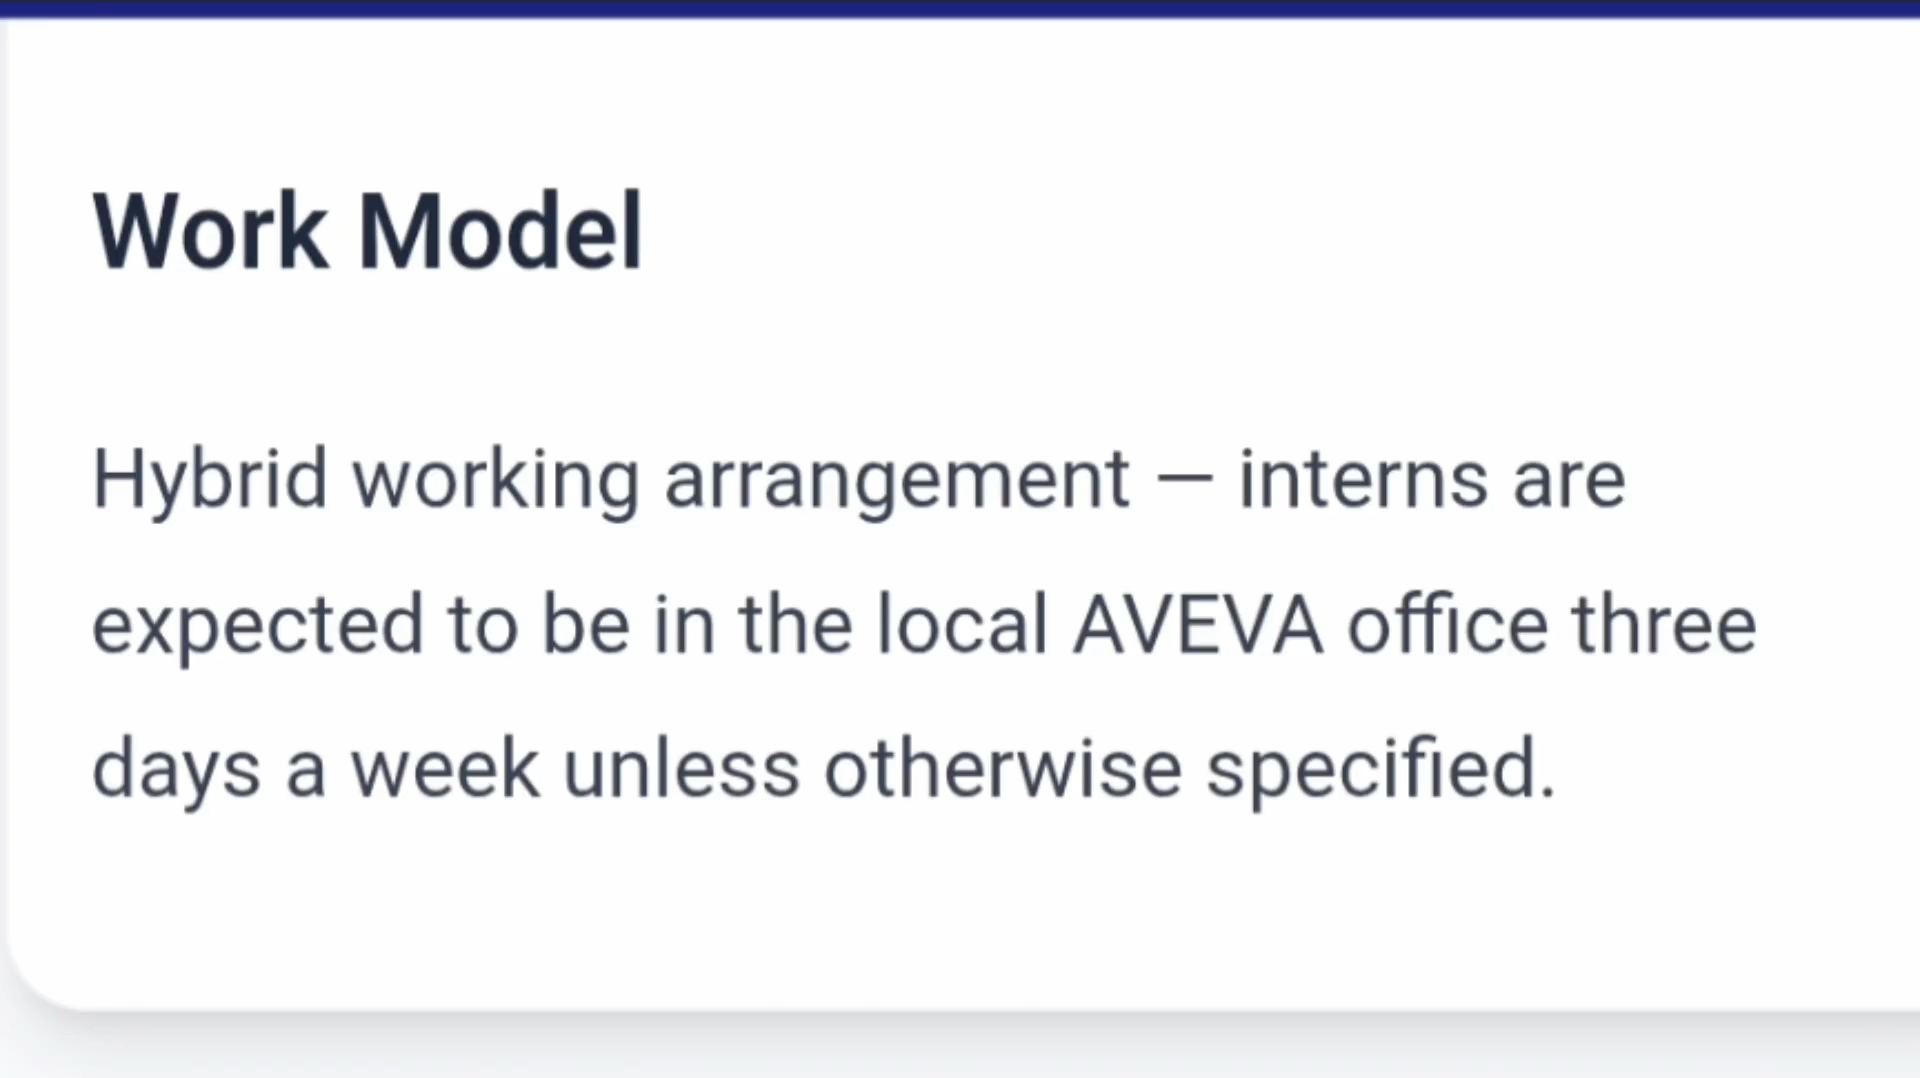 Work Model
Hybrid working arrangement — interns are
expected to be in the local AVEVA office three
days a week unless otherwise specified.